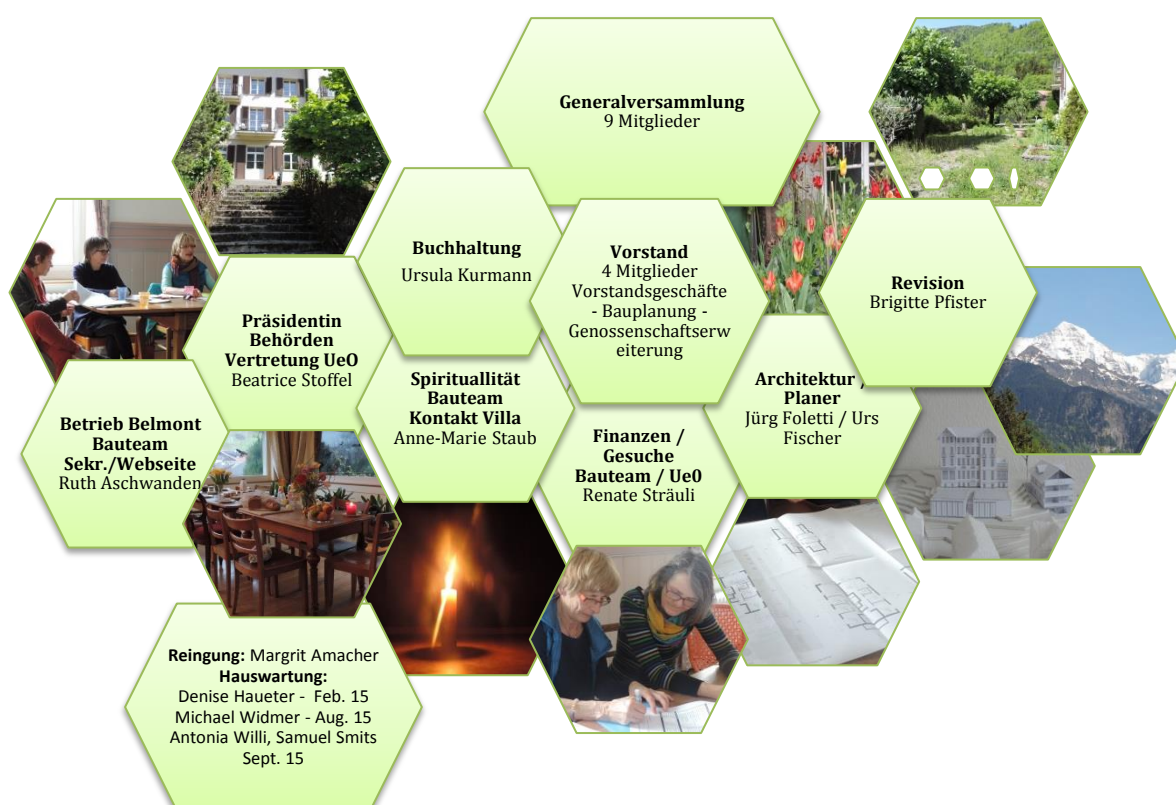 Generalversammlung
9 Mitglieder
Buchhaltung
Ursula Kurmann
Vorstand
4 Mitglieder
Vorstandsgeschäfte
- Bauplanung -
Genossenschaftserw
eiterung
Revision
Brigitte Pfister
Präsidentin
Behörden
Vertretung UeO
Beatrice Stoffel
Spirituallität
Bauteam
Kontakt Villa
Anne-Marie Staub
Architektur /
Planer
Jürg Foletti / Urs
Fischer
Betrieb Belmont
Bauteam
Sekr./Webseite
Ruth Aschwanden
Finanzen /
Gesuche
Bauteam / Ue0
Renate Sträuli
Reingung: Margrit Amacher
Hauswartung:
Denise Haueter - Feb. 15
Michael Widmer - Aug. 15
Antonia Willi, Samuel Smits
Sept. 15